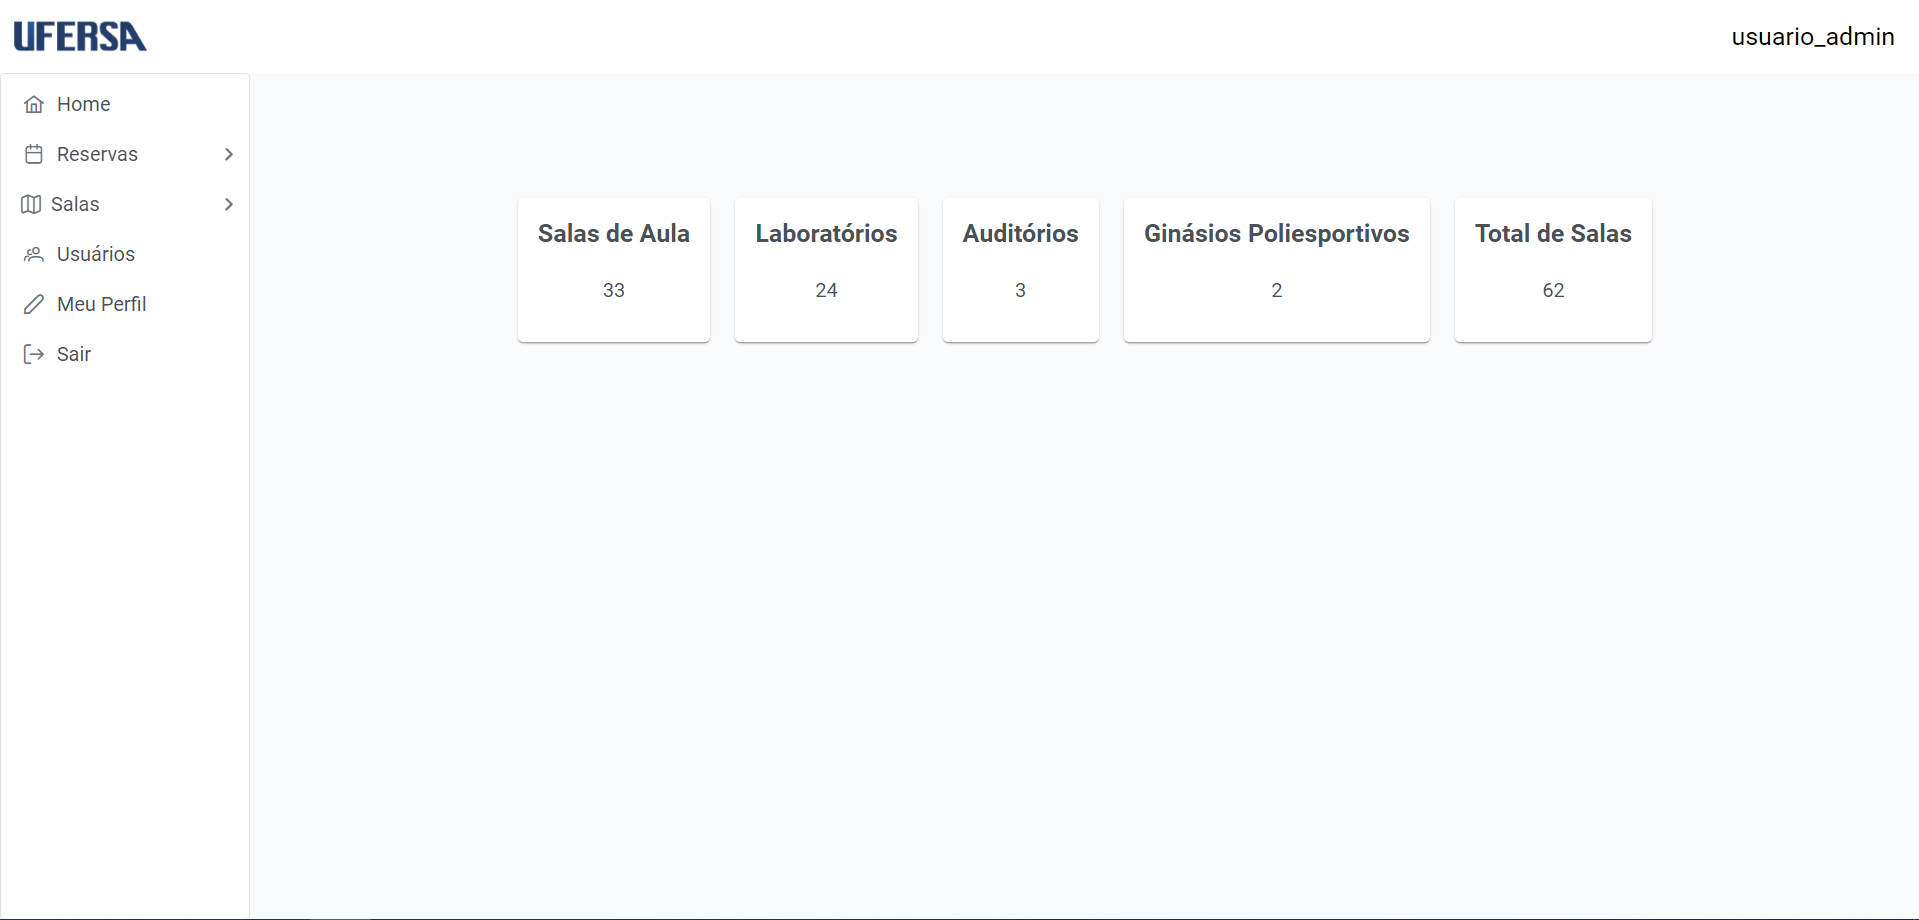 UFERSA
usuario_admin
Home
Reservas
Salas
Usuários
Meu Perfil
Sair
Salas de Aula
33
Laboratórios
24
Auditórios
3
Ginásios Poliesportivos
2
Total de Salas
62